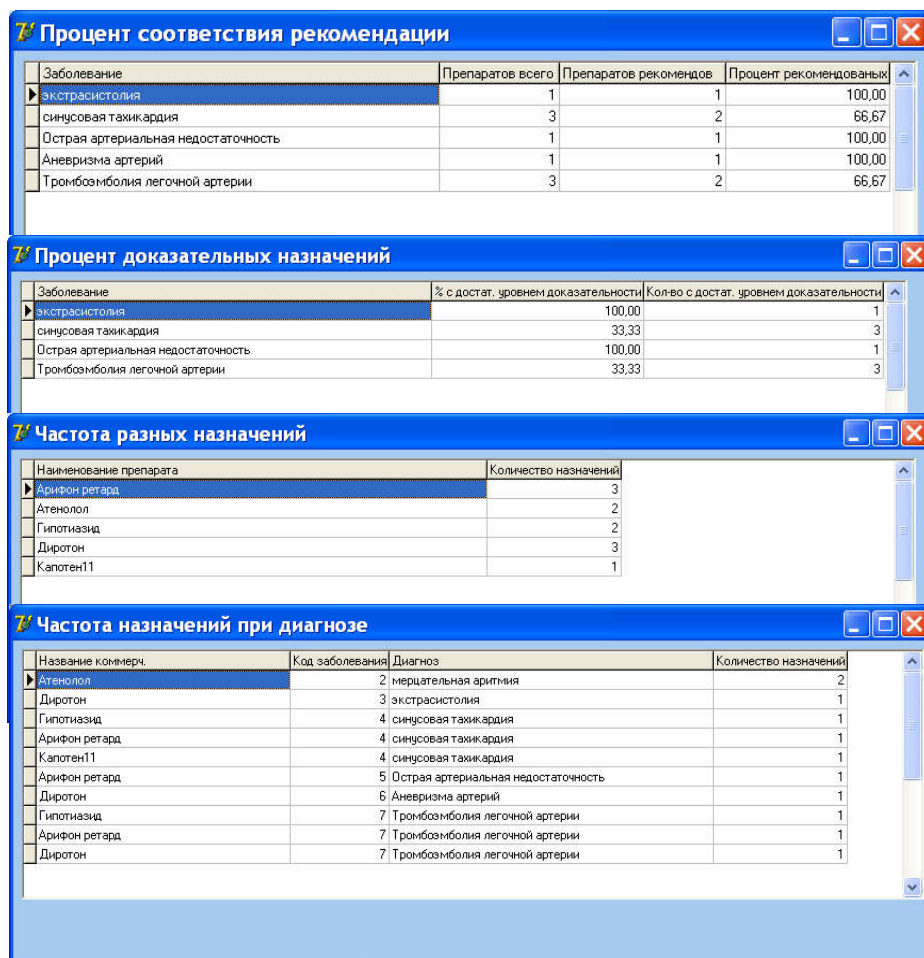 Процент соответствия рекомендации
Заболевание Препаратов всего Препаратов рекомендов Процент рекомендованых
экстрасистолия 1 1 100,00
синусовая тахикардия 3 2 66,67
Острая артериальная недостаточность 1 1 100,00
Аневризма артерий 1 1 100,00
Тромбоэмболия легочной артерии 3 2 66,67
Процент доказательных назначений
Заболевание % с достат. уровнем доказательности Кол-во с достат. уровнем доказательности
экстрасистолия 100,00 1
синусовая тахикардия 33,33 3
Острая артериальная недостаточность 100,00 1
Тромбоэмболия легочной артерии 33,33 3
Частота разных назначений
Наименование препарата Количество назначений
Арифон ретард 3
Атенолол 2
Гипотиазид 2
Диротон 3
Капотен11 1
Частота назначений при диагнозе
Название коммерч. Код заболевания Диагноз Количество назначений
Атенолол 2 мерцательная аритмия 2
Диротон 3 экстрасистолия 1
Гипотиазид 4 синусовая тахикардия 1
Арифон ретард 4 синусовая тахикардия 1
Капотен11 4 синусовая тахикардия 1
Арифон ретард 5 Острая артериальная недостаточность 1
Диротон 6 Аневризма артерий 1
Гипотиазид 7 Тромбоэмболия легочной артерии 1
Арифон ретард 7 Тромбоэмболия легочной артерии 1
Диротон 7 Тромбоэмболия легочной артерии 1